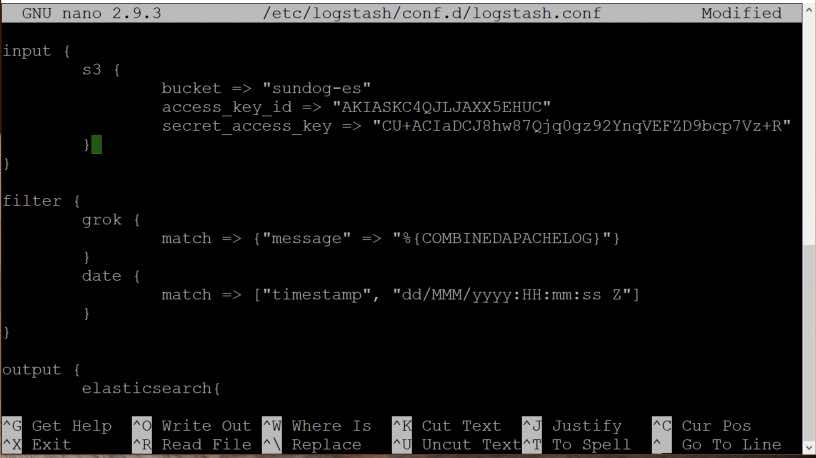 GNU nano 2.9.3 /etc/logstash/conf.d/logstash.conf Modified
input {
s3 {
bucket => "sundog-es"
access_key_id => "AKIASKC4QJLJAXX5EHUC"
secret_access_key => "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"
}
}
filter {
grok {
match => {"message" => "%{COMBINEDAPACHELOG}"}
}
date {
match => ["timestamp", "dd/MMM/yyyy:HH:mm:ss Z"]
}
}
output {
elasticsearch{
^G Get Help ^O Write Out ^W Where Is ^K Cut Text ^J Justify ^C Cur Pos
^X Exit ^R Read File ^\ Replace ^U Uncut Text ^T To Spell ^_ Go To Line